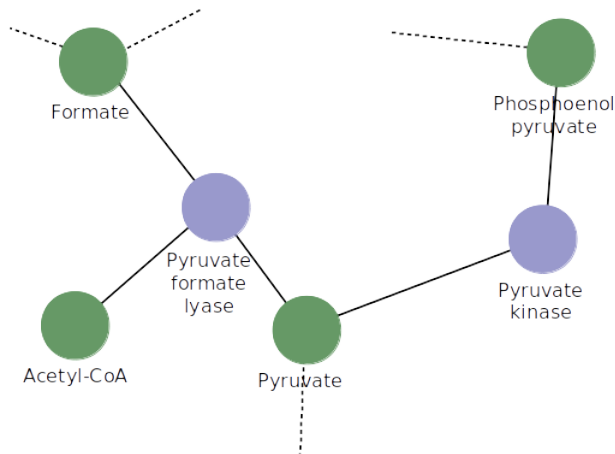 Formate
Phosphoenol
pyruvate
Pyruvate
formate
lyase
Pyruvate
kinase
Acetyl-CoA
Pyruvate